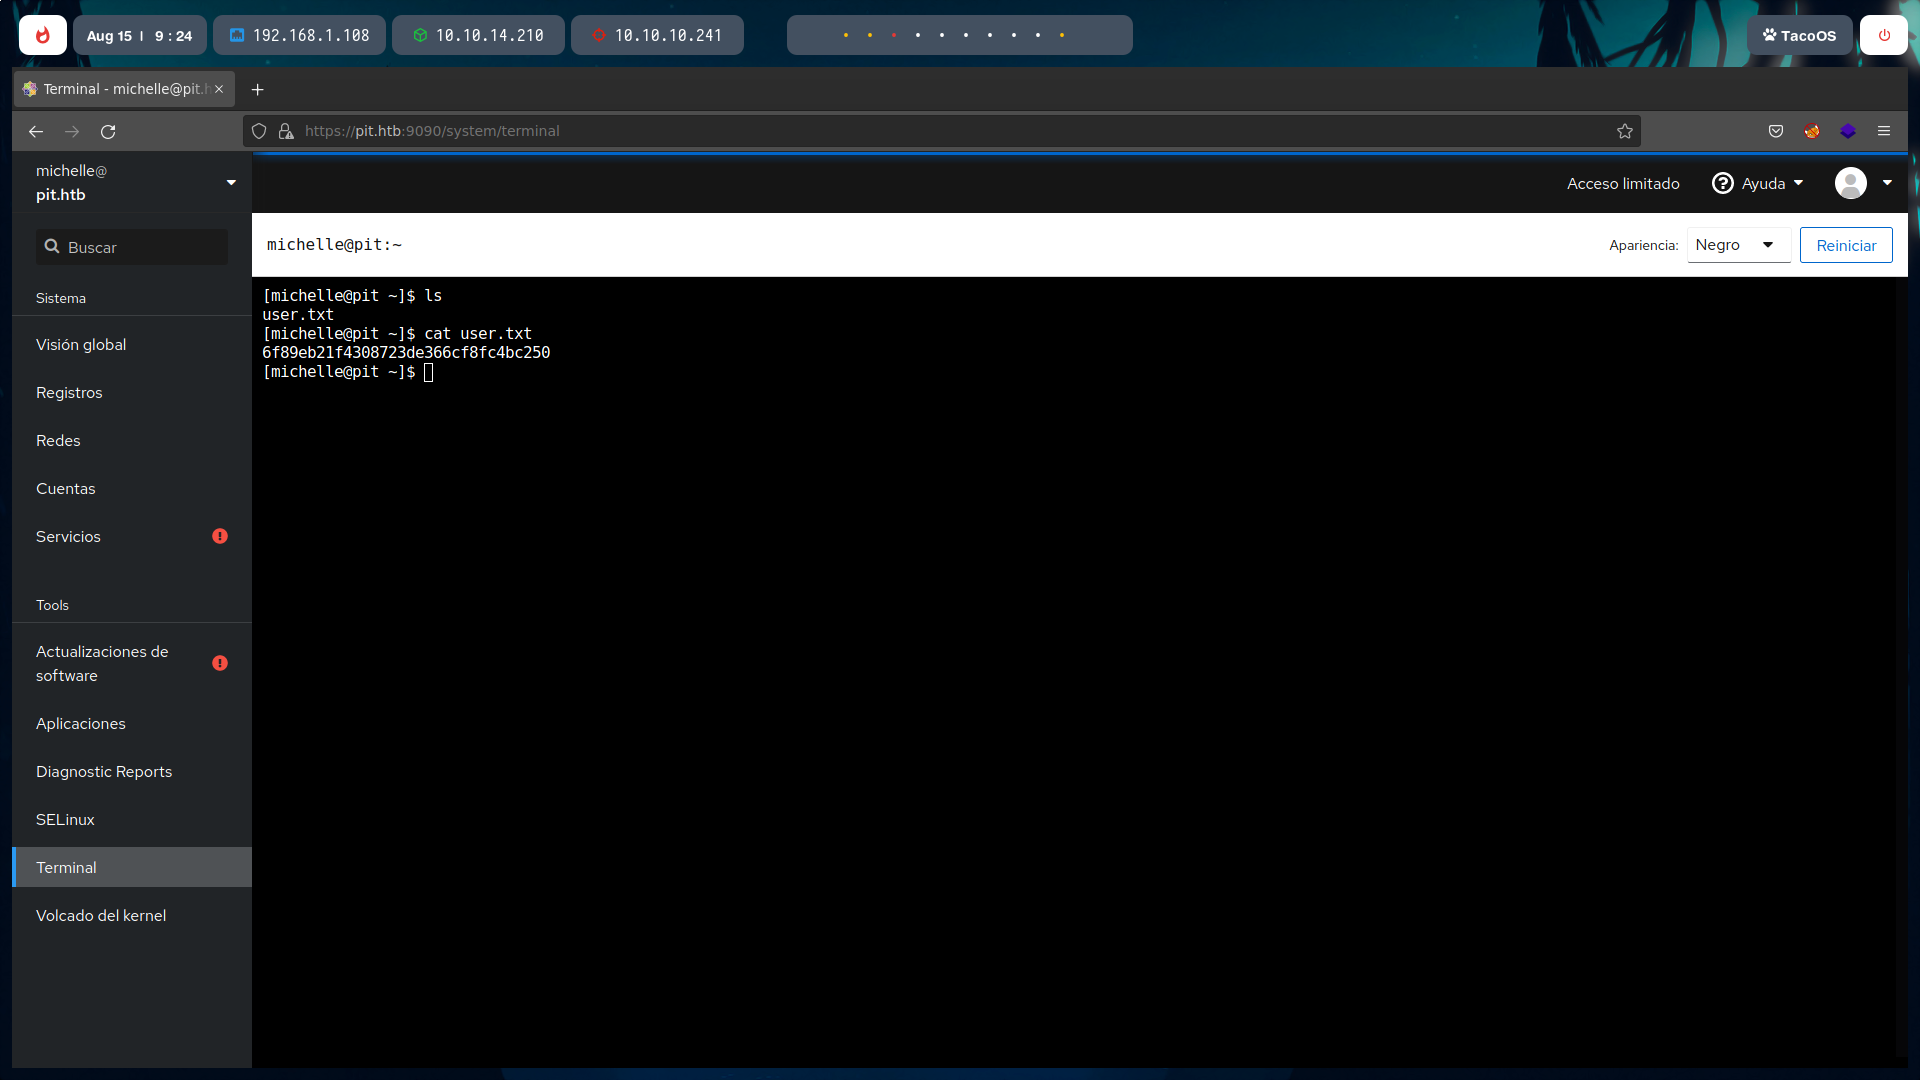 Aug 15 | 9 : 24
192.168.1.108
10.10.14.210
10.10.10.241
TacoOS
Terminal - michelle@pit.h
https://pit.htb:9090/system/terminal
michelle@
pit.htb
Acceso limitado
Ayuda
Buscar
michelle@pit:~
Apariencia:
Negro
Reiniciar
Sistema
Visión global
Registros
Redes
Cuentas
Servicios
Tools
Actualizaciones de
software
Aplicaciones
Diagnostic Reports
SELinux
Terminal
Volcado del kernel
[michelle@pit ~]$ ls
user.txt
[michelle@pit ~]$ cat user.txt
6f89eb21f4308723de366cf8fc4bc250
[michelle@pit ~]$